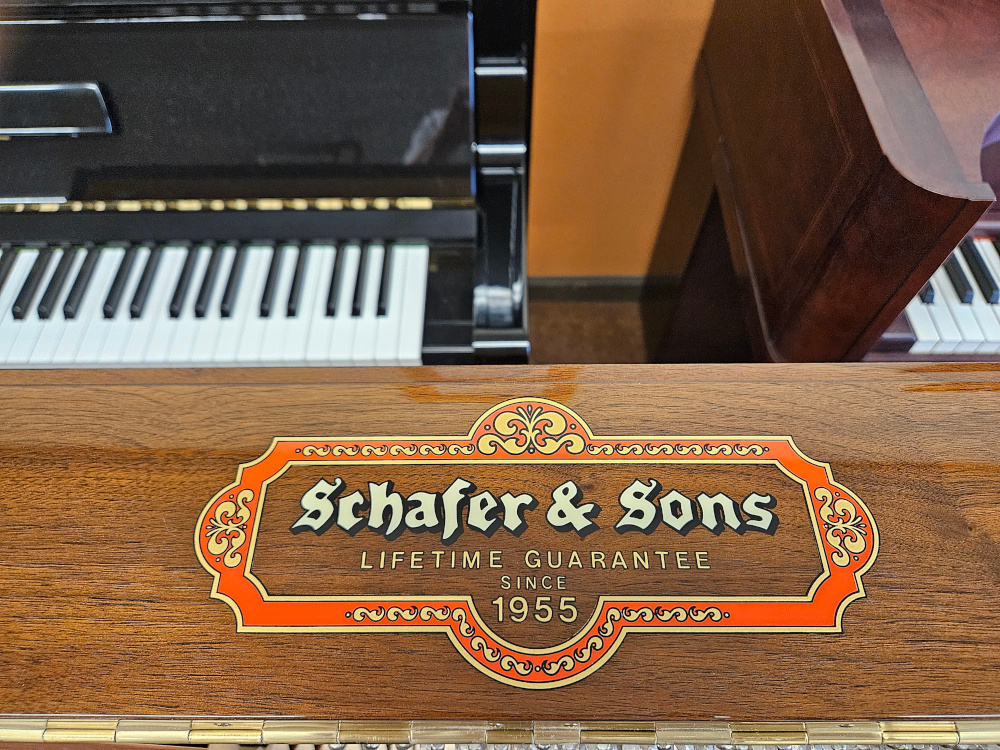 Schafer & Sons
LIFETIME GUARANTEE
SINCE
1955